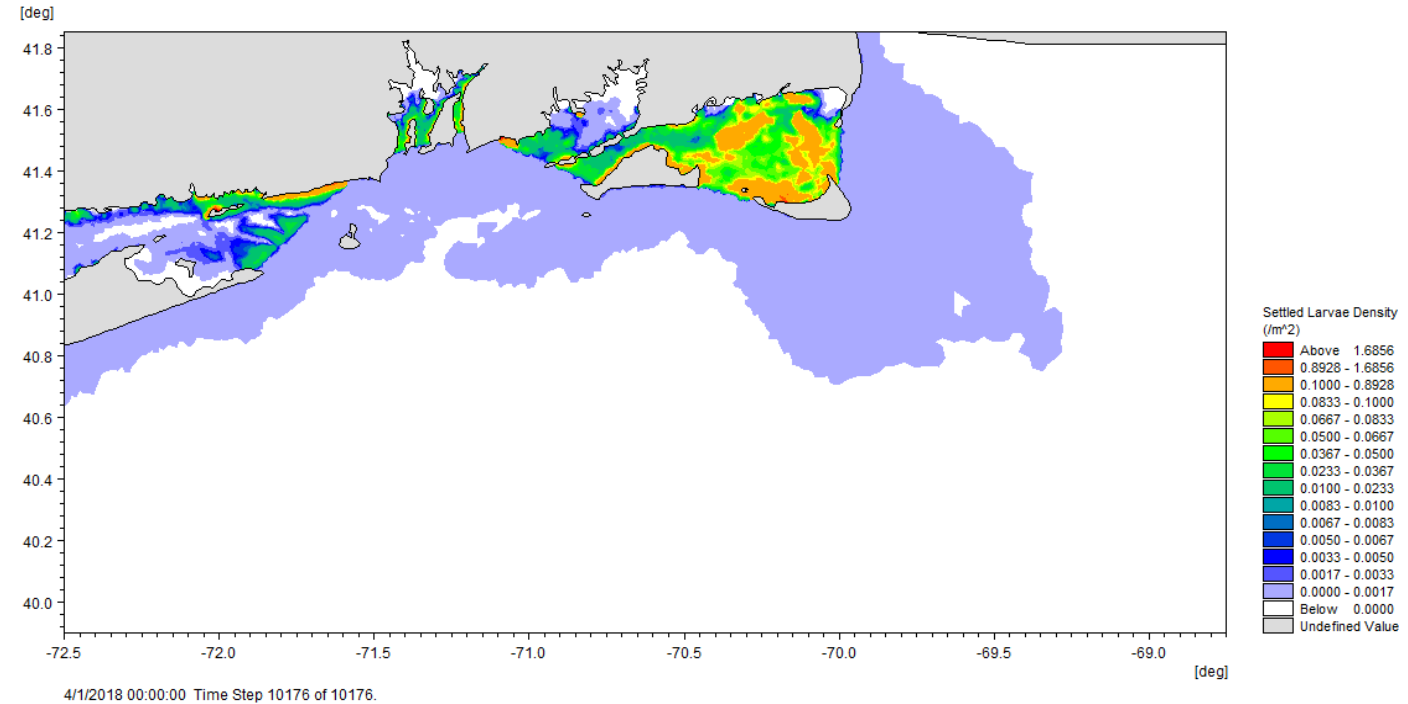 [deg]
41.8
41.6
41.4
41.2
41.0
40.8
40.6
40.4
40.2
40.0
-72.5 -72.0 -71.5 -71.0 -70.5 -70.0 -69.5 -69.0
[deg]
4/1/2018 00:00:00 Time Step 10176 of 10176.
Settled Larvae Density
(/m^2)
Above 1.6856
0.8928 - 1.6856
0.1000 - 0.8928
0.0833 - 0.1000
0.0667 - 0.0833
0.0500 - 0.0667
0.0367 - 0.0500
0.0233 - 0.0367
0.0100 - 0.0233
0.0083 - 0.0100
0.0067 - 0.0083
0.0050 - 0.0067
0.0033 - 0.0050
0.0017 - 0.0033
0.0000 - 0.0017
Below 0.0000
Undefined Value